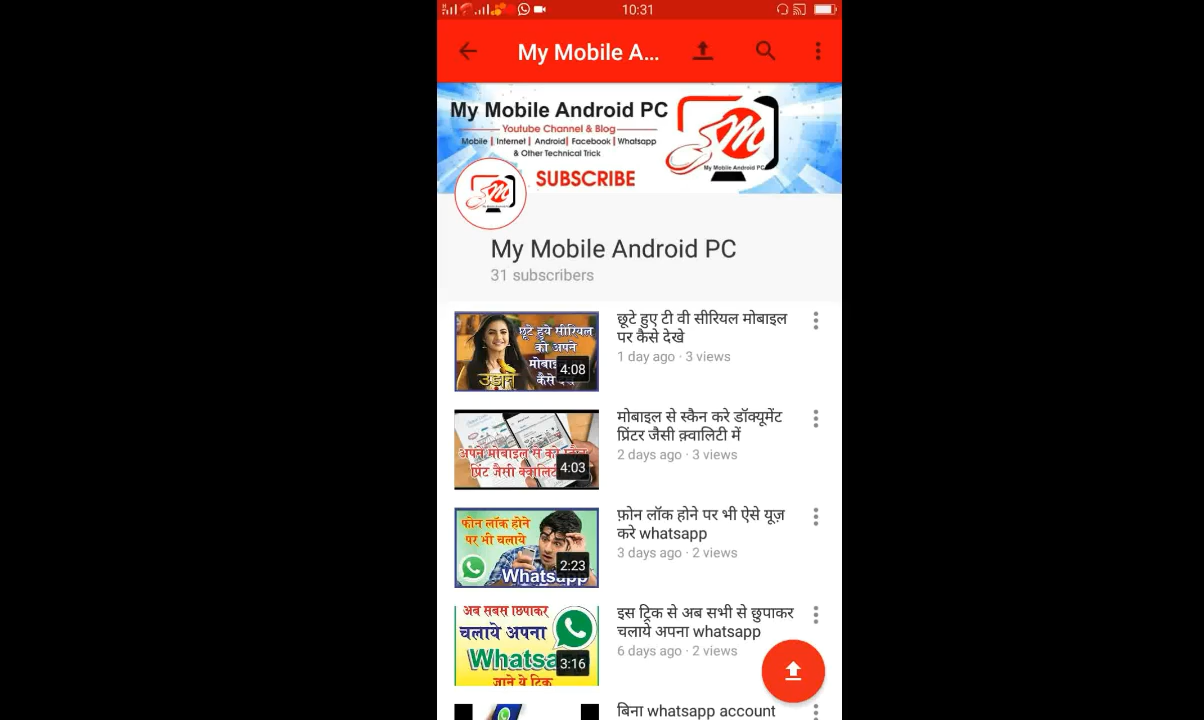 10:31
My Mobile A...
My Mobile Android PC
Youtube Channel & Blog
Mobile | Internet | Android| Facebook | Whatsapp
& Other Technical Trick
SUBSCRIBE
My Mobile Android PC
My Mobile Android PC
31 subscribers
छूटे हुये सीरियल
को अपने
उड़ान
4:08
छूटे हुए टी वी सीरियल मोबाइल
पर कैसे देखे
1 day ago · 3 views
अपने मोबाइल से करे
प्रिंट जैसी
4:03
मोबाइल से स्कैन करे डॉक्यूमेंट
प्रिंटर जैसी क़्वालिटी में
2 days ago · 3 views
फोन लॉक होने
पर भी चलाये
Whatsapp
2:23
फ़ोन लॉक होने पर भी ऐसे यूज़
करे whatsapp
3 days ago · 2 views
अब सबसे छिपाकर
चलाये अपना
Whatsa
जाने ये ट्रिक
3:16
इस ट्रिक से अब सभी से छुपाकर
चलाये अपना whatsapp
6 days ago · 2 views
बिना whatsapp account